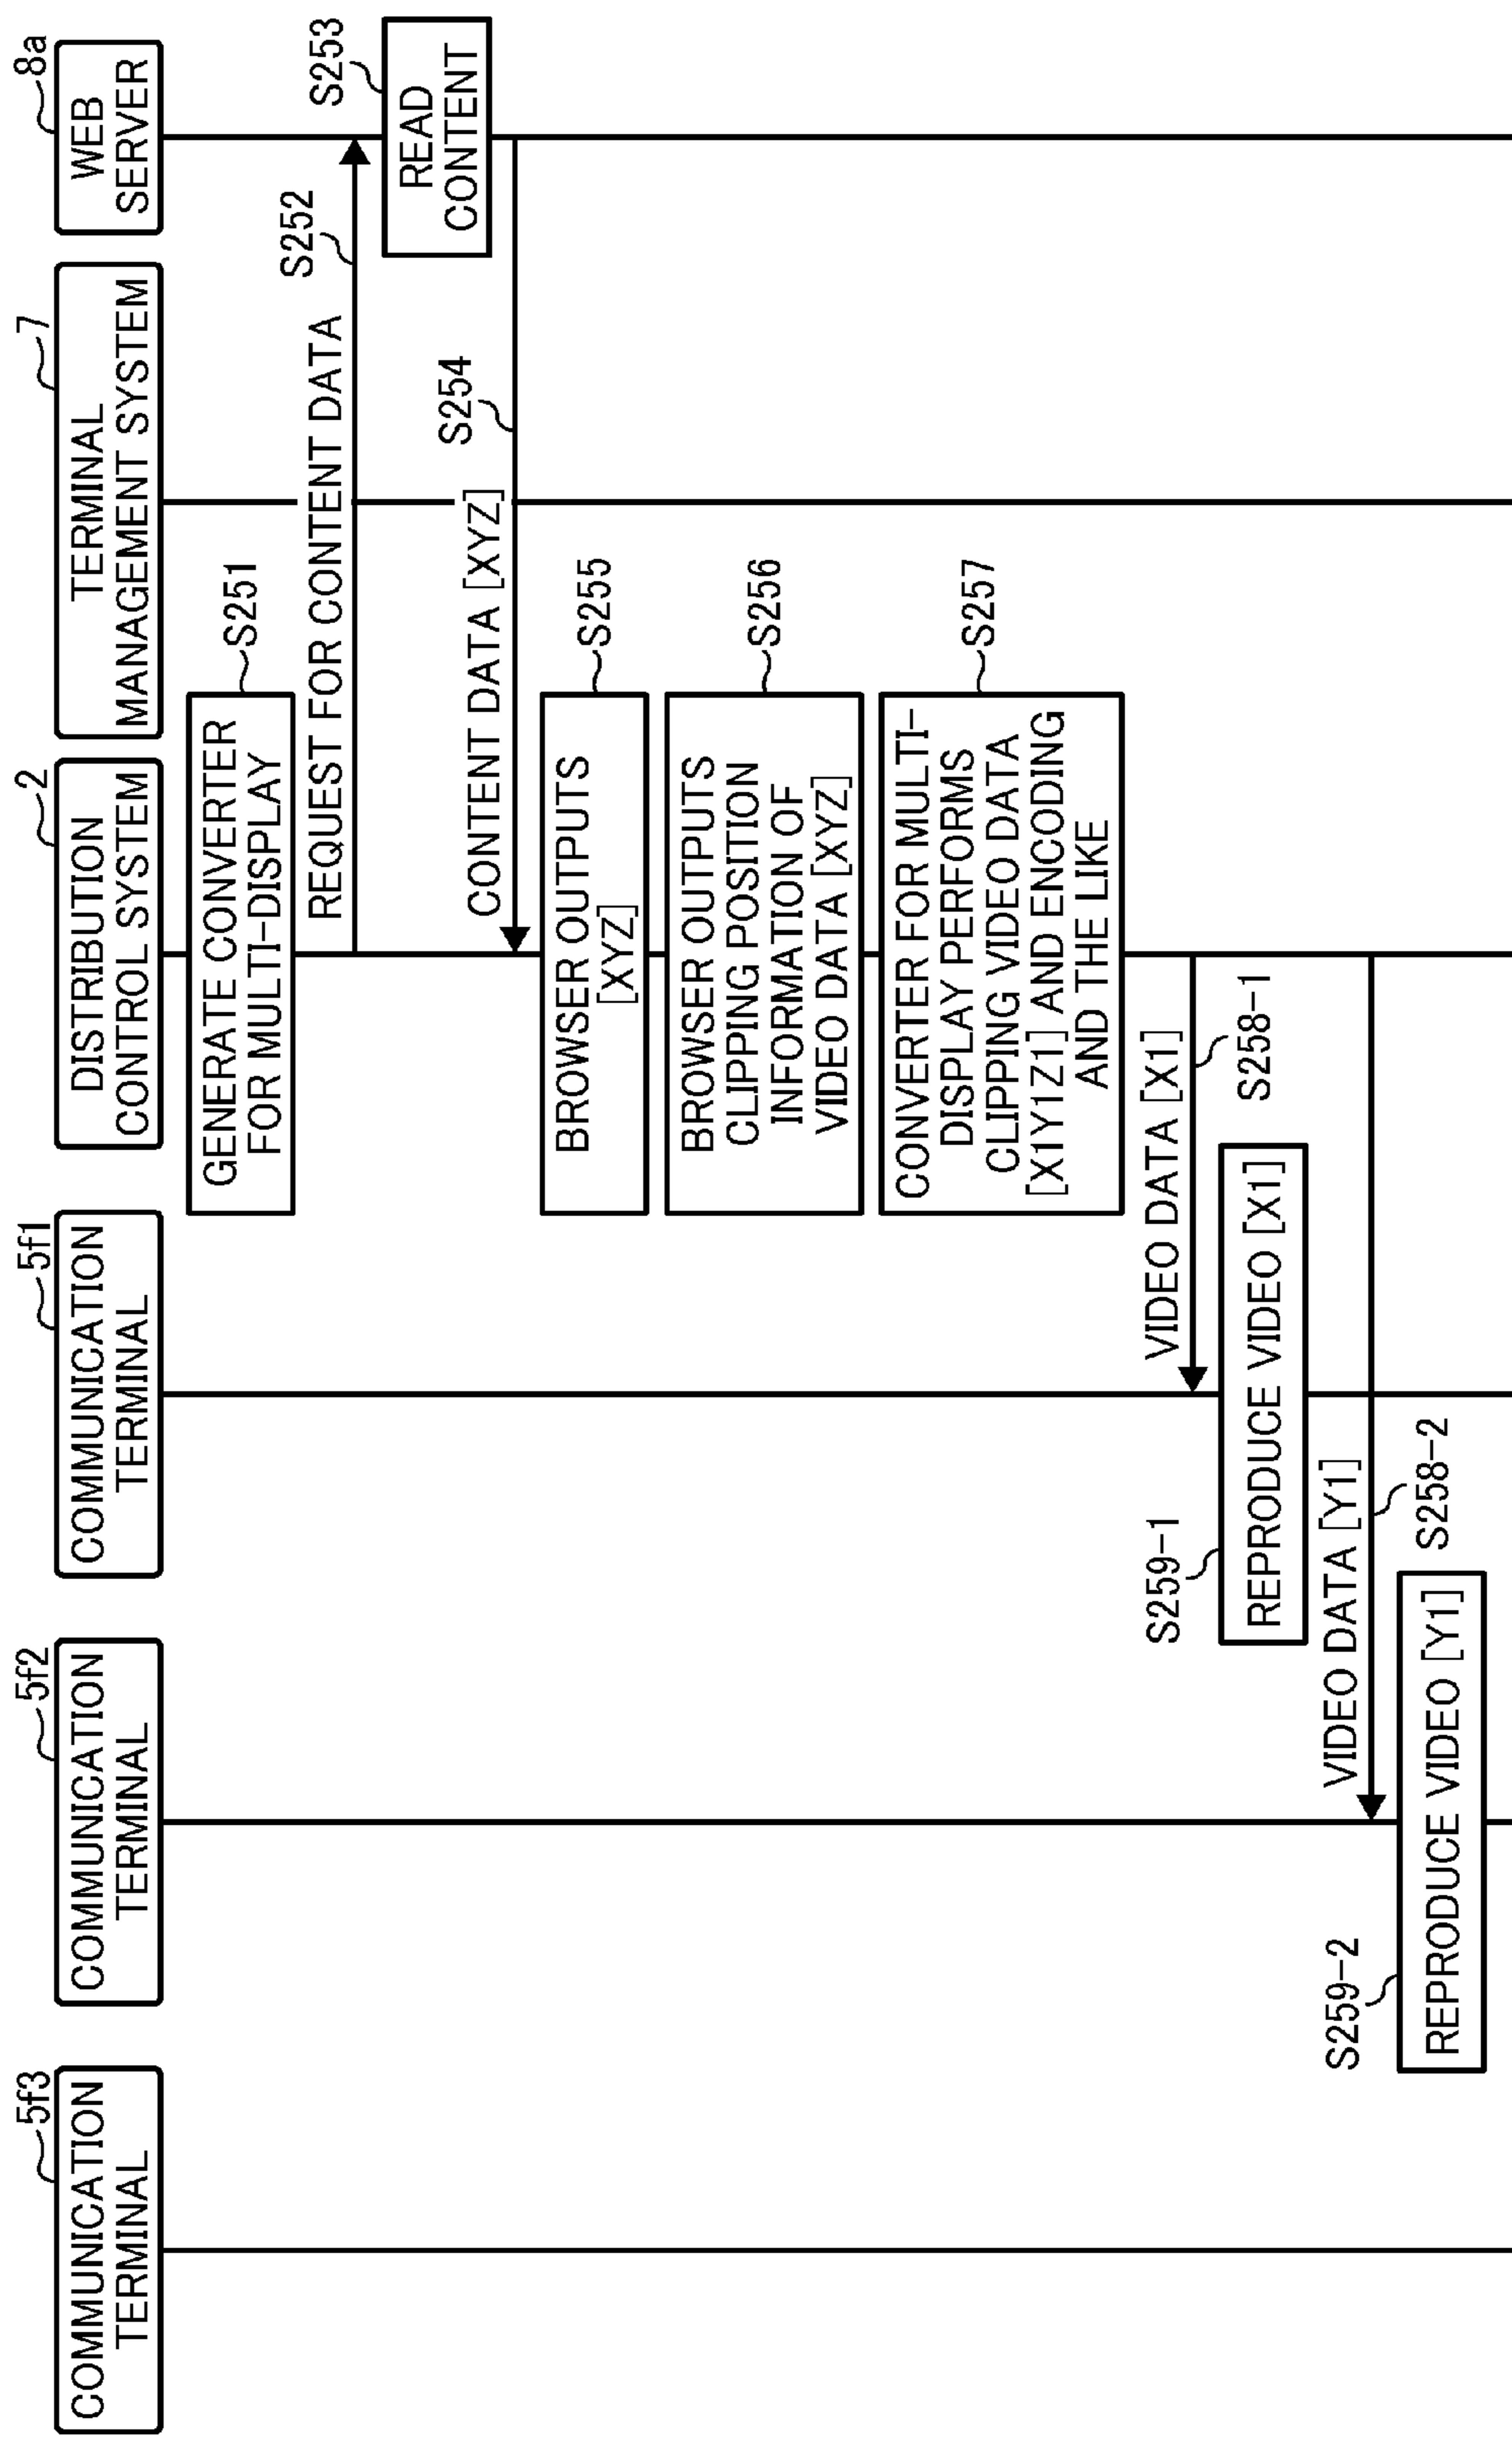 5f3
COMMUNICATION
TERMINAL
5f2
COMMUNICATION
TERMINAL
5f1
COMMUNICATION
TERMINAL
2
DISTRIBUTION
CONTROL SYSTEM
7
TERMINAL
MANAGEMENT SYSTEM
8a
WEB
SERVER
GENERATE CONVERTER
FOR MULTI-DISPLAY
S251
REQUEST FOR CONTENT DATA
S252
S253
READ
CONTENT
CONTENT DATA [XYZ]
S254
BROWSER OUTPUTS
[XYZ]
S255
BROWSER OUTPUTS
CLIPPING POSITION
INFORMATION OF
VIDEO DATA [XYZ]
S256
CONVERTER FOR MULTI-
DISPLAY PERFORMS
CLIPPING VIDEO DATA
[X1Y1Z1] AND ENCODING
AND THE LIKE
S257
VIDEO DATA [X1]
S258-1
S259-1
REPRODUCE VIDEO [X1]
VIDEO DATA [Y1]
S258-2
S259-2
REPRODUCE VIDEO [Y1]